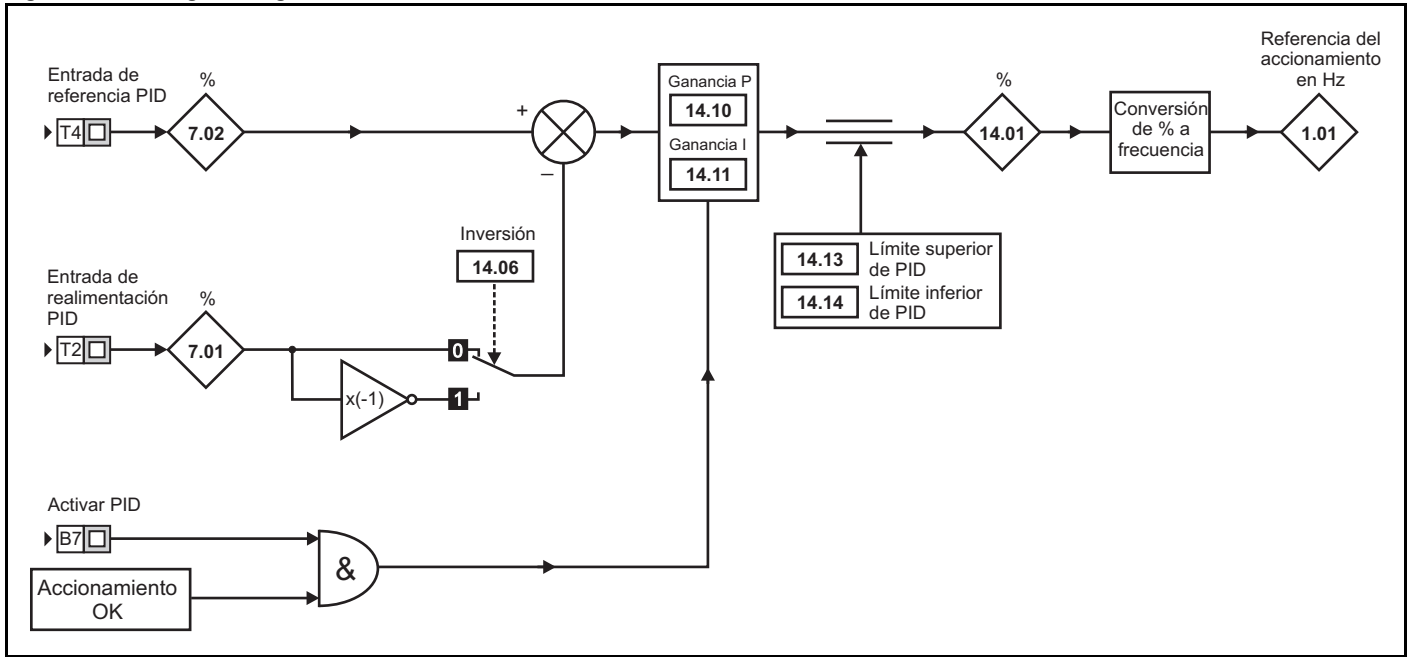 Entrada de
referencia PID
T4
%
7.02
+
–
Ganancia P
14.10
Ganancia I
14.11
%
14.01
Conversión
de % a
frecuencia
Referencia del
accionamiento
en Hz
1.01
Inversión
14.06
14.13
Límite superior
de PID
14.14
Límite inferior
de PID
Entrada de
realimentación
PID
T2
%
7.01
0
x(-1)
1
Activar PID
B7
&
Accionamiento
OK